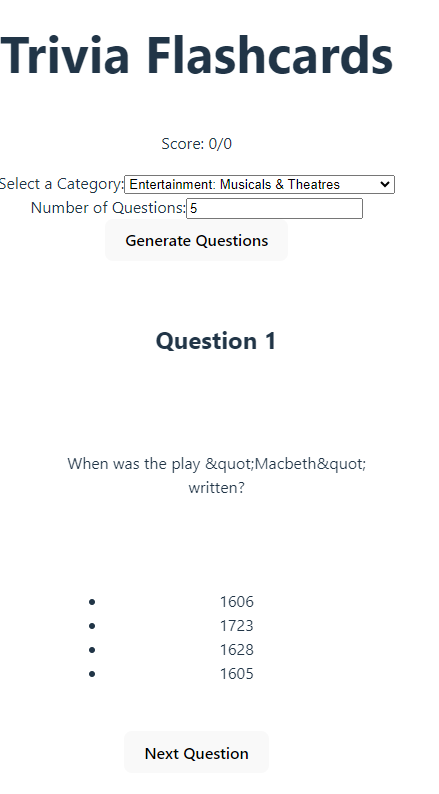 Trivia Flashcards
Score: 0/0
Select a Category: Entertainment: Musicals & Theatres
Number of Questions: 5
Generate Questions
Question 1
When was the play &quot;Macbeth&quot;
written?
1606
1723
1628
1605
Next Question